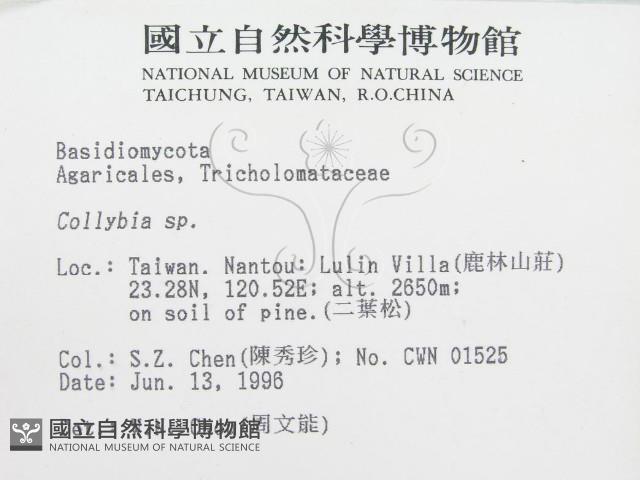 國立自然科學博物館
NATIONAL MUSEUM OF NATURAL SCIENCE
TAICHUNG, TAIWAN, R.O.CHINA
Basidiomycota
Agaricales, Tricholomataceae
Collybia sp.
Loc.: Taiwan. Nantou: Lulin Villa(鹿林山莊)
23.28N, 120.52E; alt. 2650m;
on soil of pine.(二葉松)
Col.: S.Z. Chen(陳秀珍); No. CWN 01525
Date: Jun. 13, 1996
(周文能)
國立自然科學博物館
NATIONAL MUSEUM OF NATURAL SCIENCE